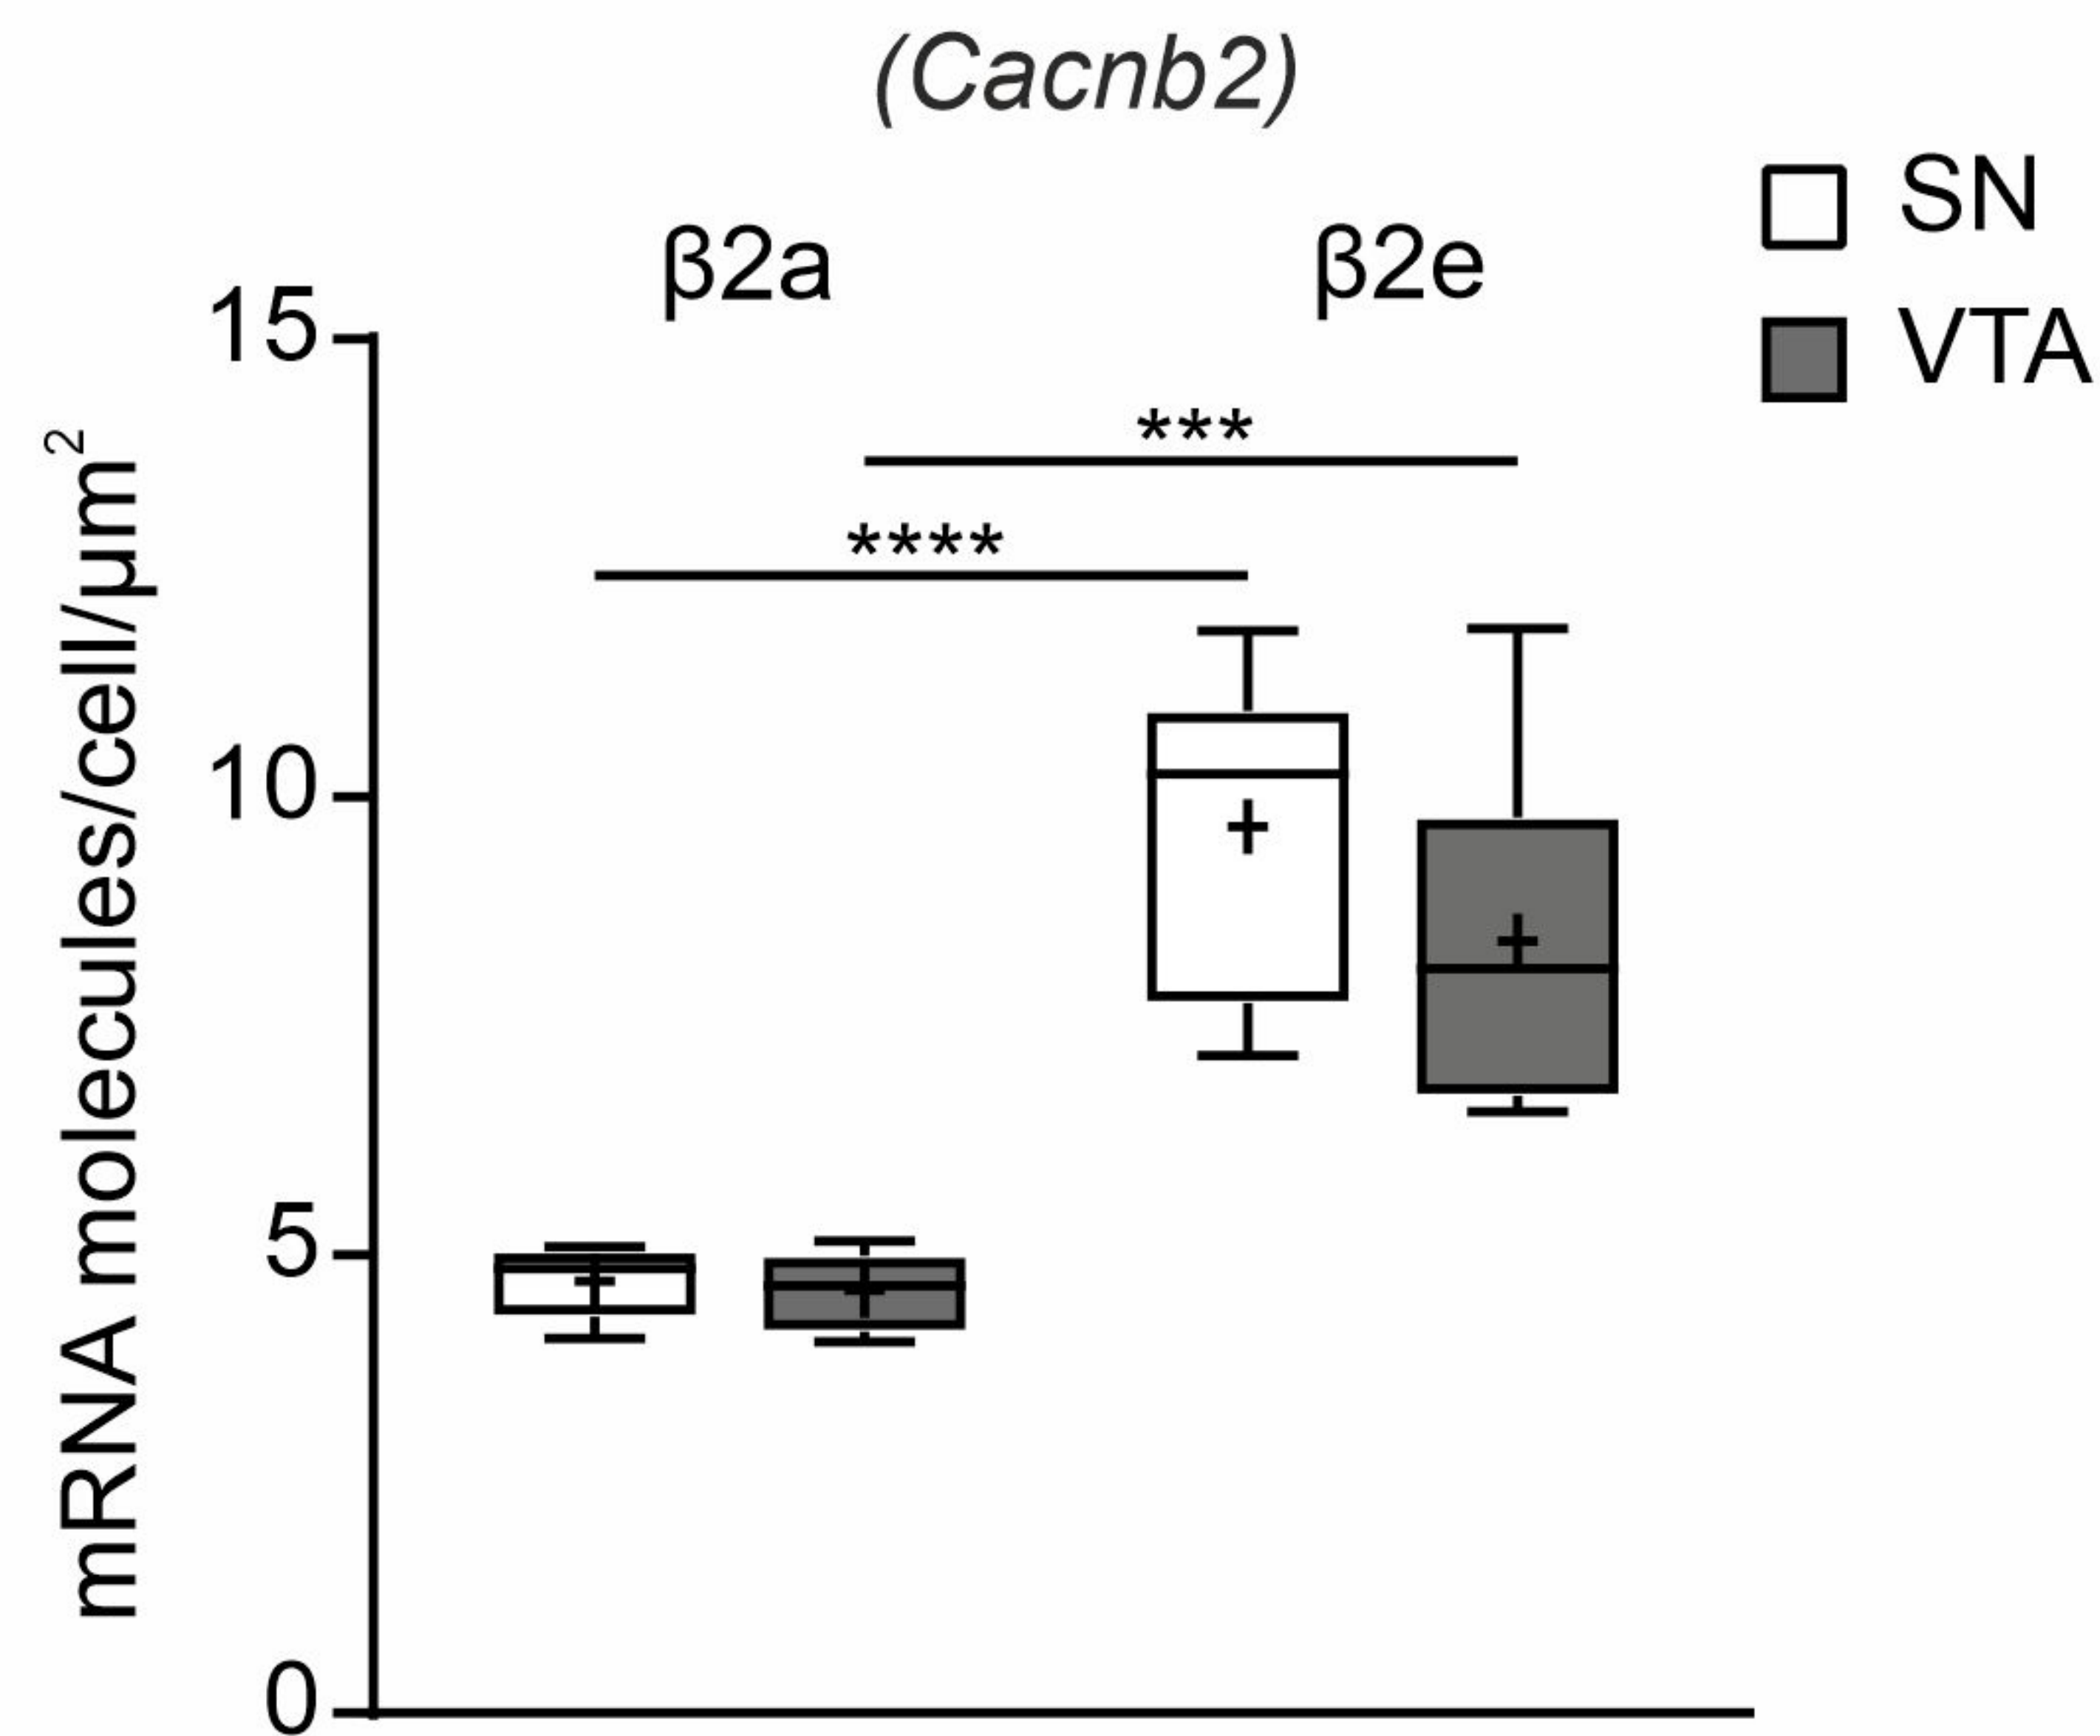 (Cacnb2)
SN
VTA
β2a
β2e
15
10
5
0
mRNA molecules/cell/µm²
***
****